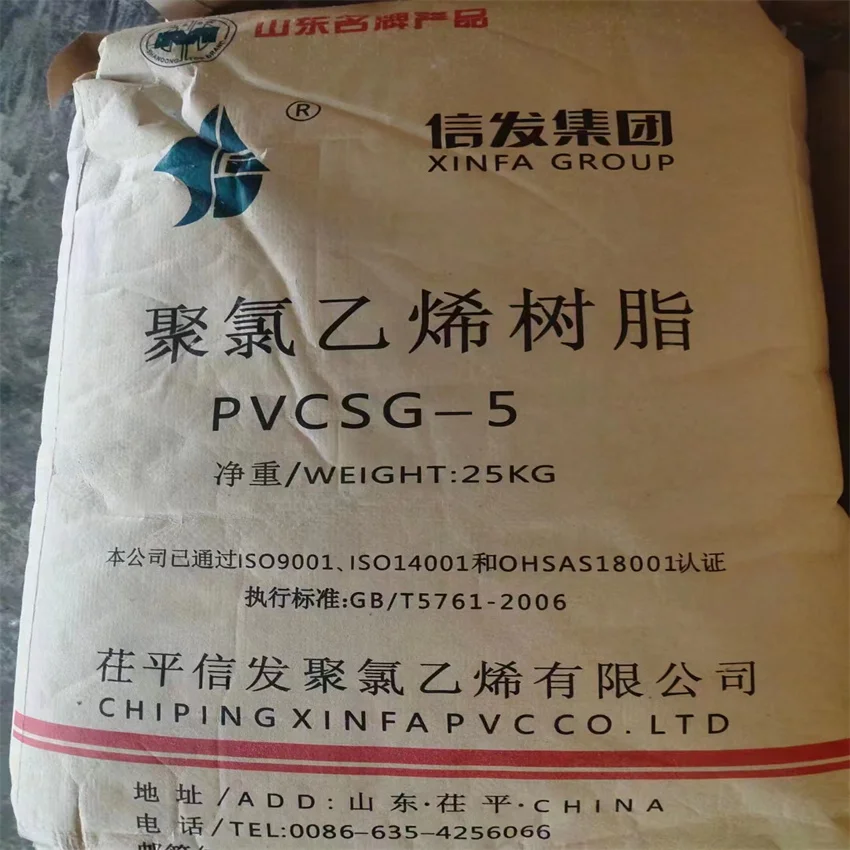 山东名牌产品
®
信发集团
XINFA GROUP
聚氯乙烯树脂
PVCSG-5
净重/WEIGHT:25KG
本公司已通过ISO9001、ISO14001和OHSAS18001认证
执行标准:GB/T5761-2006
茌平信发聚氯乙烯有限公司
CHIPING XINFA PVC CO. LTD
地 址/ADD:山 东·茌 平·CHINA
电 话/TEL:0086-635-4256066